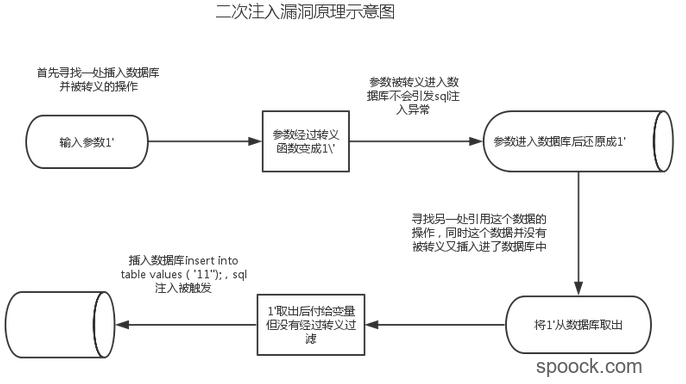 二次注入漏洞原理示意图
首先寻找一处插入数据库
并被转义的操作
输入参数1'
参数经过转义
函数变成1\'
参数被转义进入数
据库不会引发sql注
入异常
参数进入数据库后还原成1'
寻找另一处引用这个数据的
操作，同时这个数据并没有
被转义又插入进了数据库中
将1'从数据库取出
1'取出后付给变量
但没有经过转义过
滤
插入数据库insert into
table values ( '11''); , sql
注入被触发
spoock.com